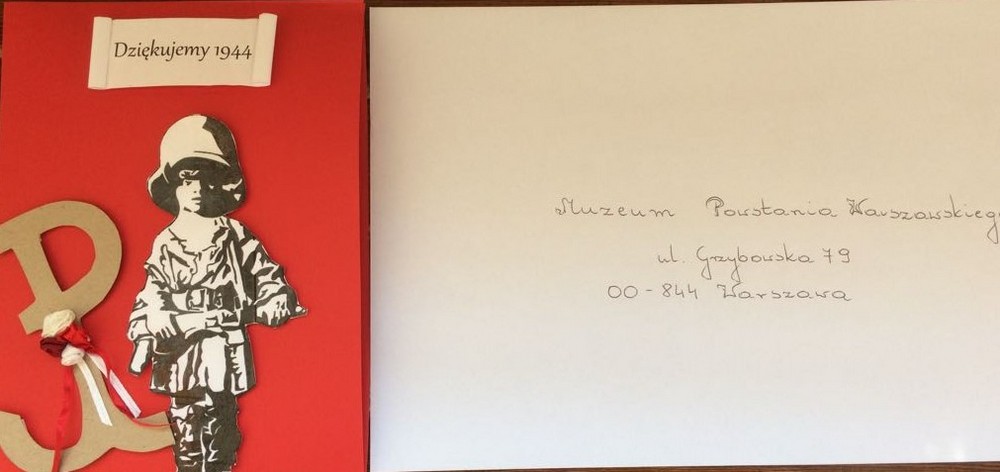 Dziękujemy 1944
Muzeum Powstania Warszawskiego
ul. Grzybowska 79
00-844 Warszawa